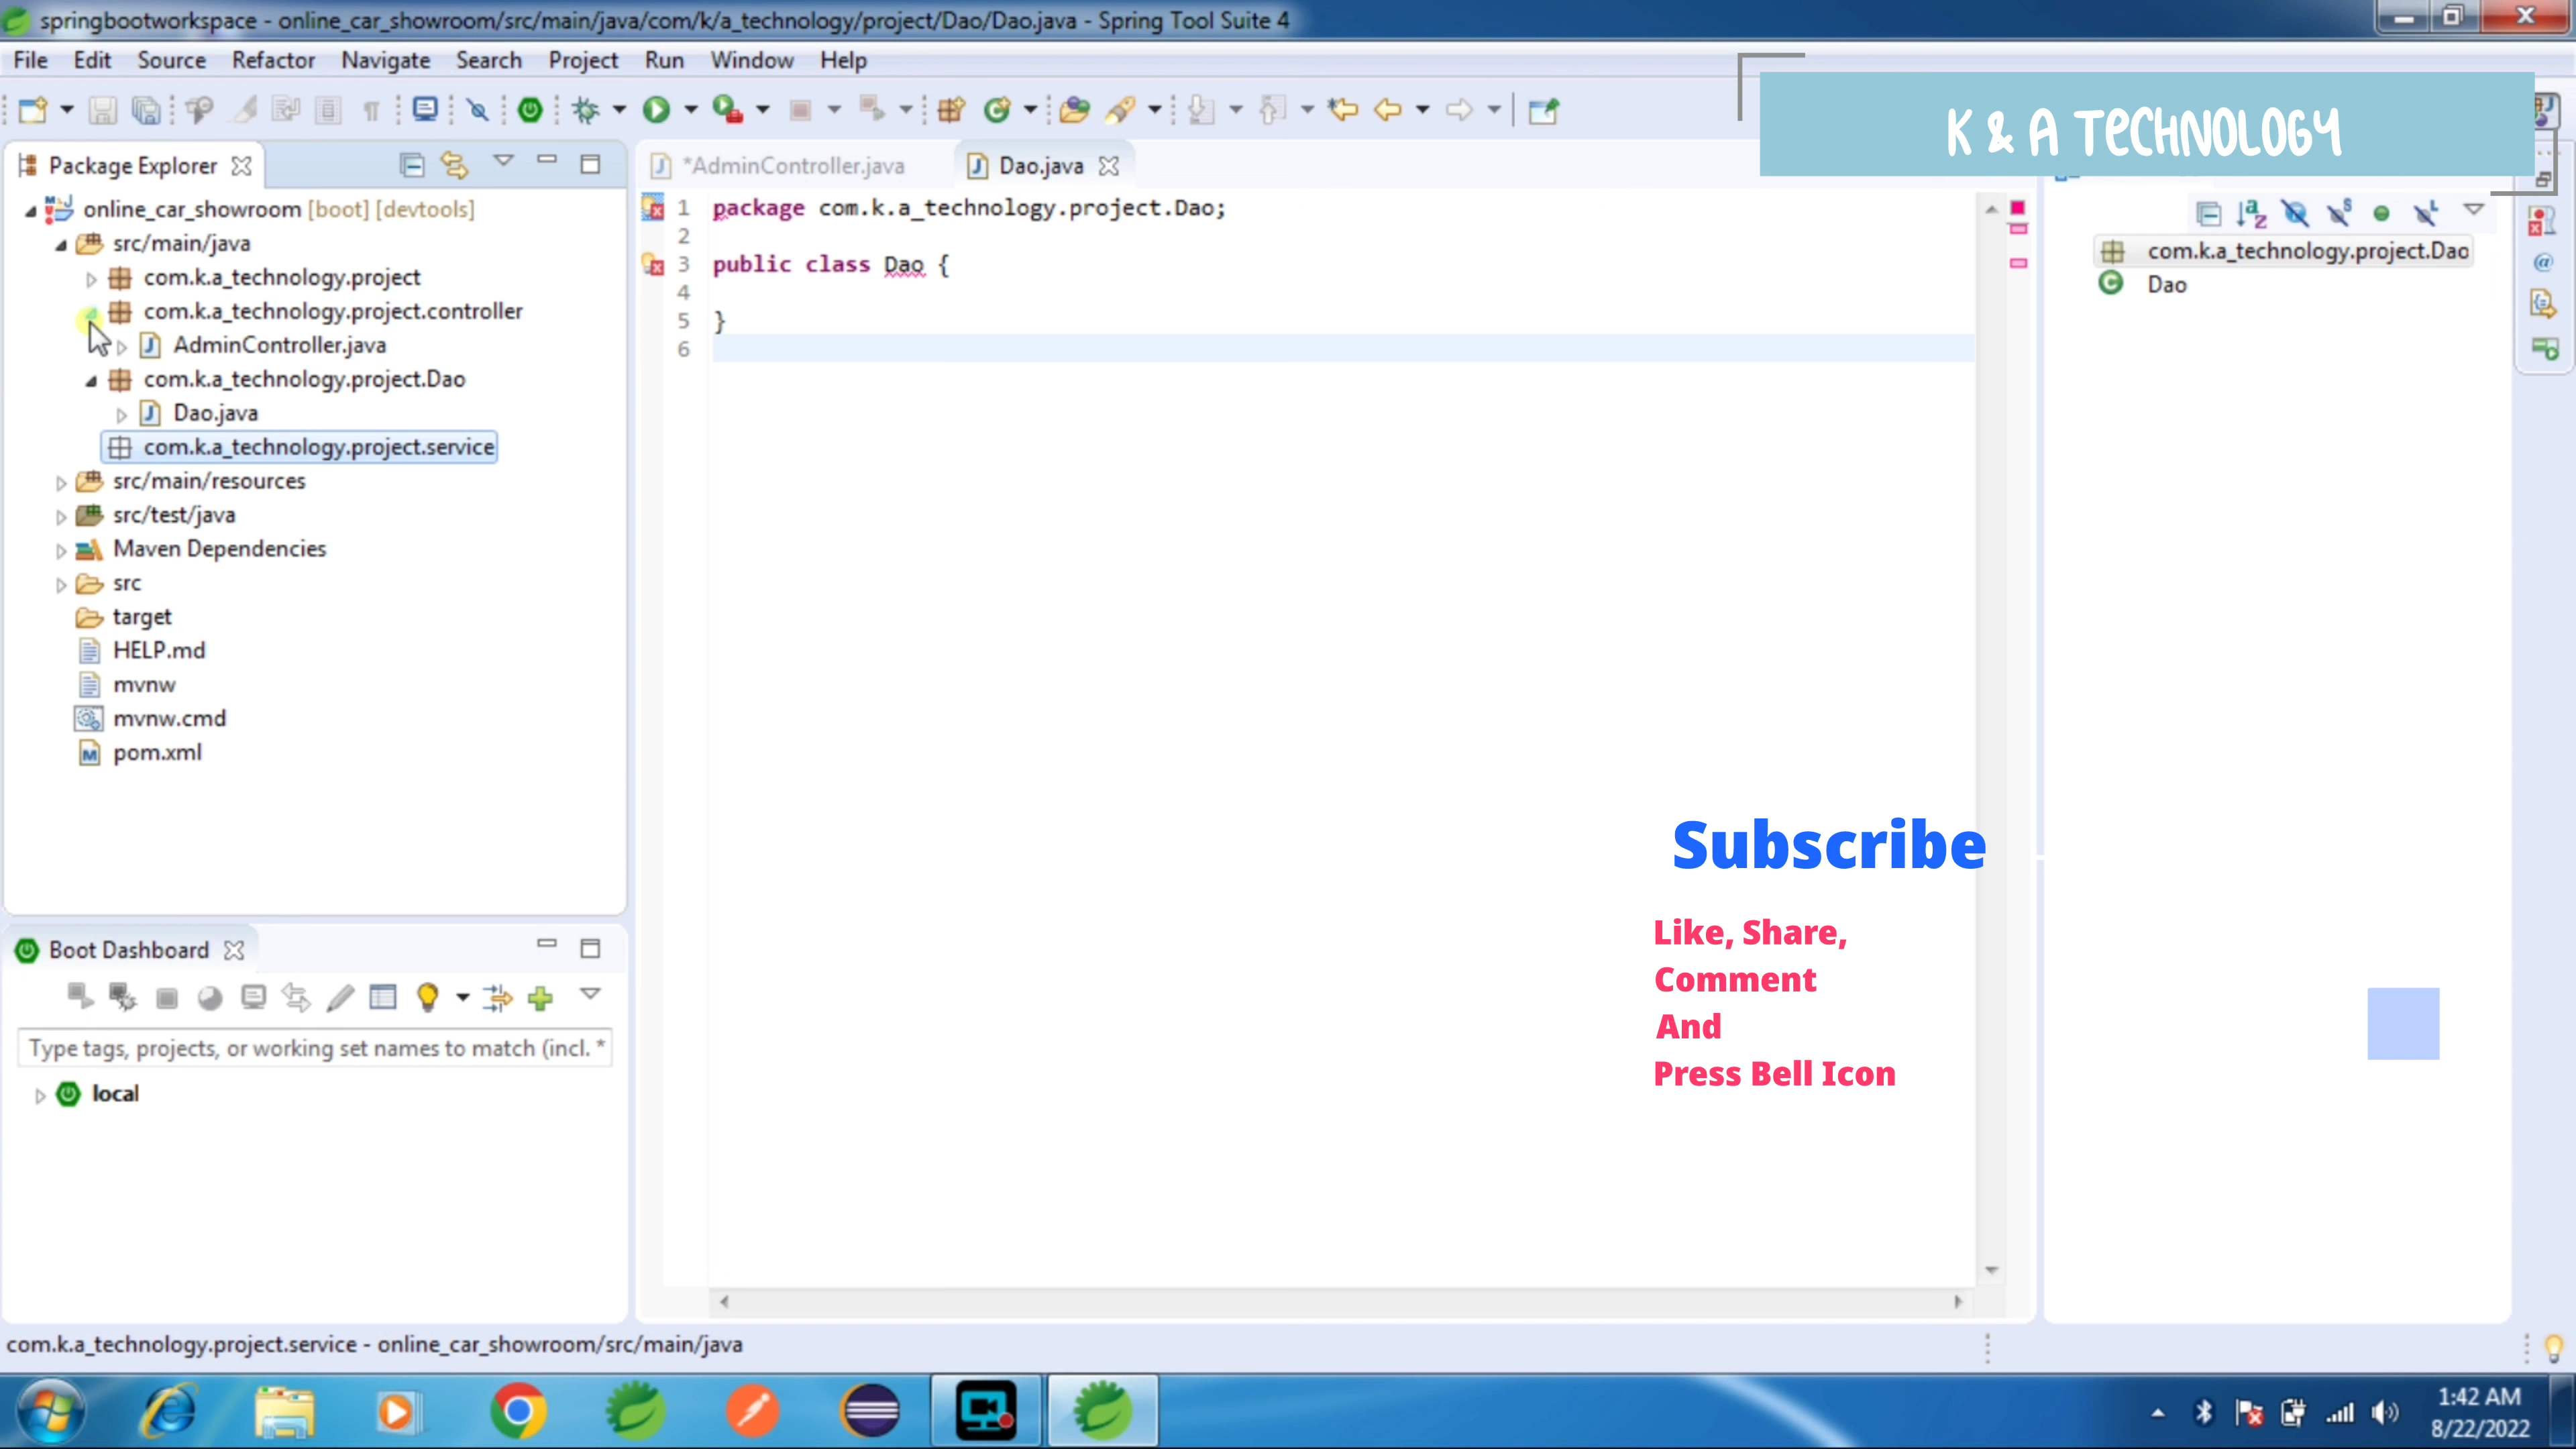 springbootworkspace - online_car_showroom/src/main/java/com/k/a_technology/project/Dao/Dao.java - Spring Tool Suite 4
File Edit Source Refactor Navigate Search Project Run Window Help
K & A TECHNOLOGY
Package Explorer
*AdminController.java
Dao.java
online_car_showroom [boot] [devtools]
src/main/java
com.k.a_technology.project
com.k.a_technology.project.controller
AdminController.java
com.k.a_technology.project.Dao
Dao.java
com.k.a_technology.project.service
src/main/resources
src/test/java
Maven Dependencies
src
target
HELP.md
mvnw
mvnw.cmd
pom.xml
1 package com.k.a_technology.project.Dao;
2
3 public class Dao {
4
5 }
6
com.k.a_technology.project.Dao
Dao
Subscribe
Like, Share,
Comment
And
Press Bell Icon
Boot Dashboard
Type tags, projects, or working set names to match (incl. *
local
com.k.a_technology.project.service - online_car_showroom/src/main/java
1:42 AM
8/22/2022